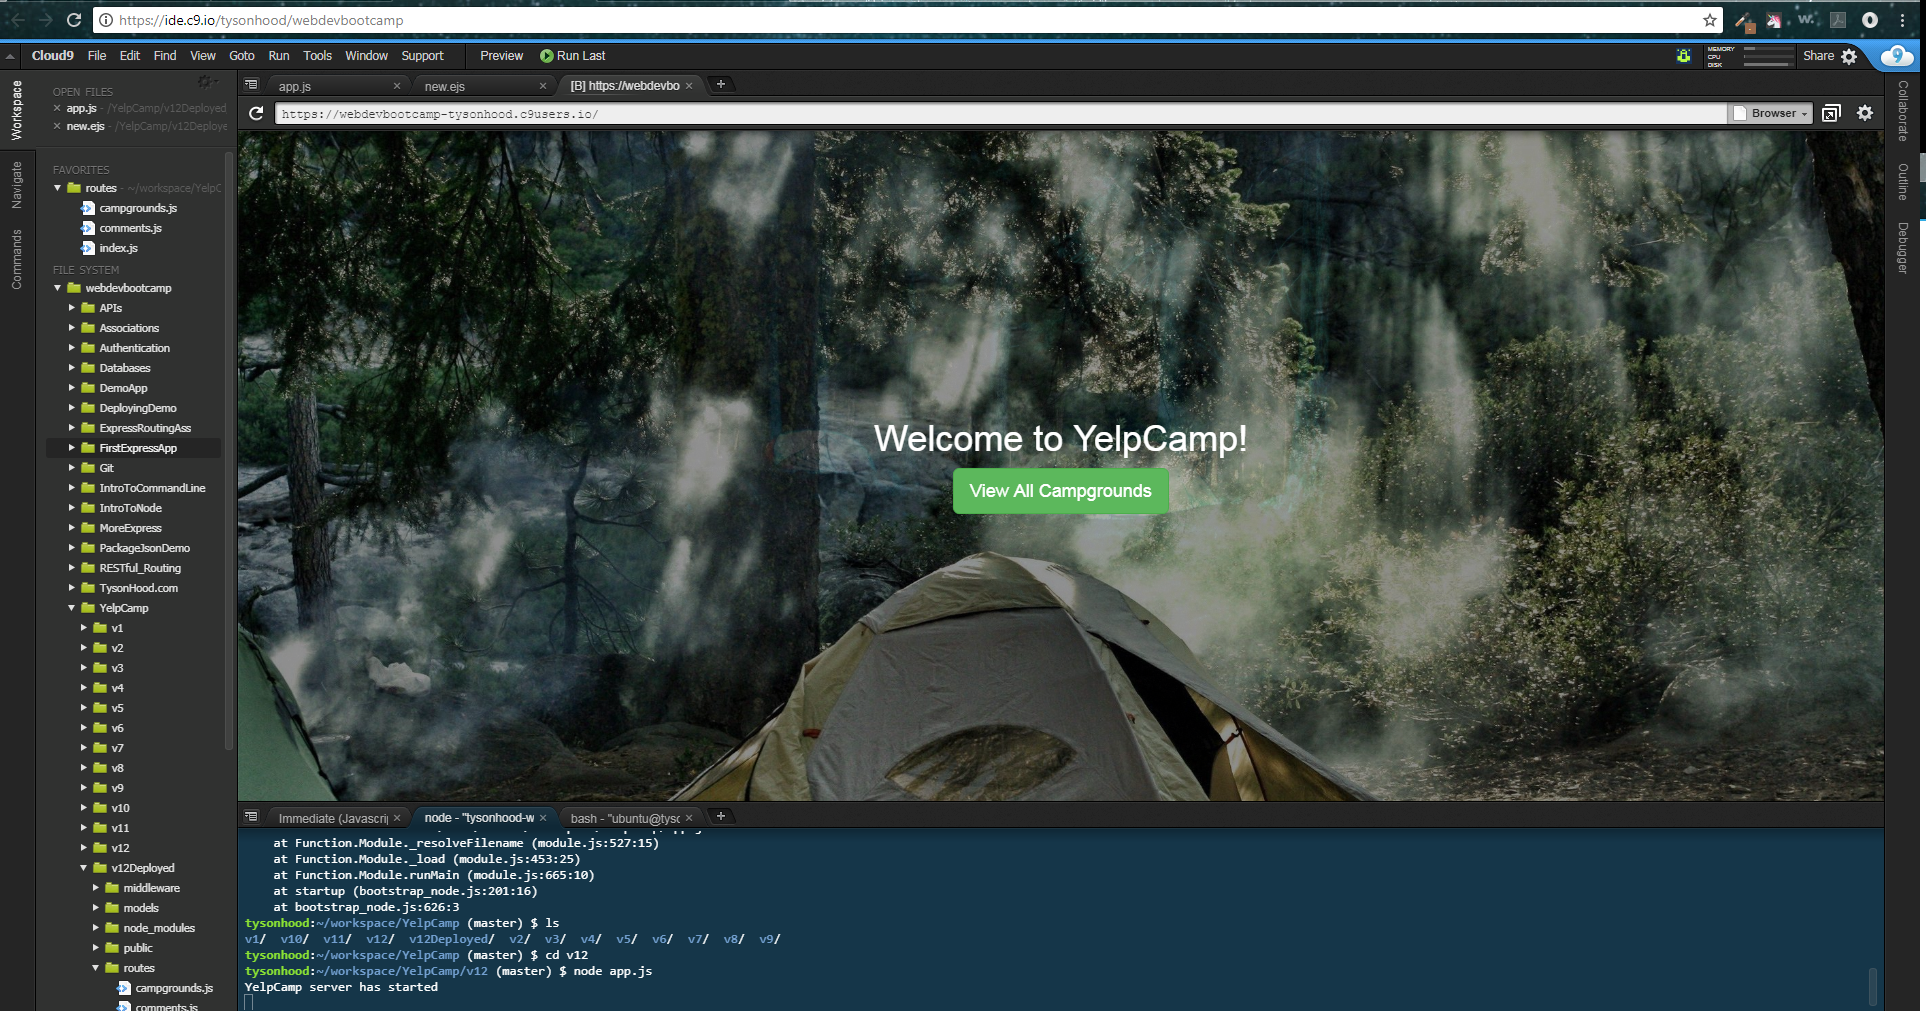 https://ide.c9.io/tysonhood/webdevbootcamp
W.
Cloud9 File Edit Find View Goto Run Tools Window Support Preview Run Last
MEMORY
CPU
DISK
Share
9
Workspace
Navigate
Commands
OPEN FILES
app.js - /YelpCamp/v12Deployed
new.ejs - /YelpCamp/v12Deploye
FAVORITES
routes - ~/workspace/YelpC
campgrounds.js
comments.js
index.js
FILE SYSTEM
webdevbootcamp
APIs
Associations
Authentication
Databases
DemoApp
DeployingDemo
ExpressRoutingAss
FirstExpressApp
Git
IntroToCommandLine
IntroToNode
MoreExpress
PackageJsonDemo
RESTful_Routing
TysonHood.com
YelpCamp
v1
v2
v3
v4
v5
v6
v7
v8
v9
v10
v11
v12
v12Deployed
middleware
models
node_modules
public
routes
campgrounds.js
comments.js
app.js new.ejs [B] https://webdevbo
https://webdevbootcamp-tysonhood.c9users.io/
Browser
Welcome to YelpCamp!
View All Campgrounds
Immediate (Javascrip node - "tysonhood-w bash - "ubuntu@tysc
at Function.Module._resolveFilename (module.js:527:15)
at Function.Module._load (module.js:453:25)
at Function.Module.runMain (module.js:665:10)
at startup (bootstrap_node.js:201:16)
at bootstrap_node.js:626:3
tysonhood:~/workspace/YelpCamp (master) $ ls
v1/ v10/ v11/ v12/ v12Deployed/ v2/ v3/ v4/ v5/ v6/ v7/ v8/ v9/
tysonhood:~/workspace/YelpCamp (master) $ cd v12
tysonhood:~/workspace/YelpCamp/v12 (master) $ node app.js
YelpCamp server has started
Collaborate
Outline
Debugger